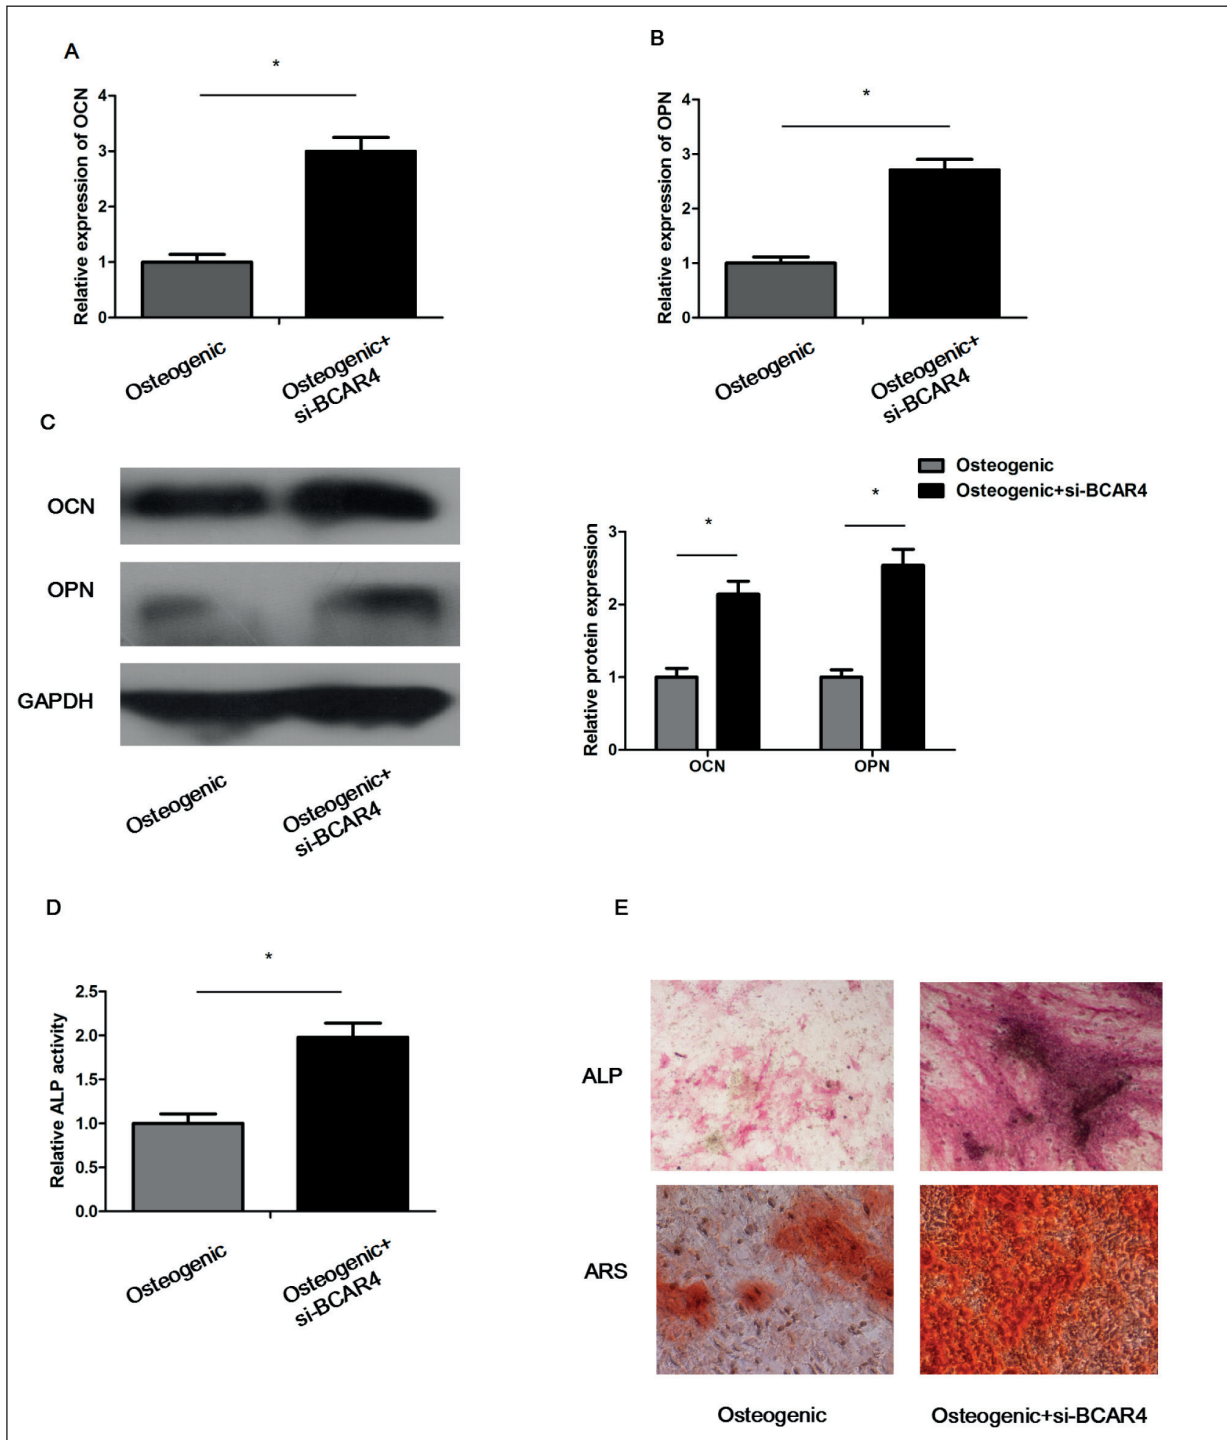 A
*
Relative expression of OCN
4
3
2
1
0
Osteogenic
Osteogenic+
si-BCAR4
B
*
Relative expression of OPN
4
3
2
1
0
Osteogenic
Osteogenic+
si-BCAR4
C
OCN
OPN
GAPDH
Osteogenic
Osteogenic+
si-BCAR4
Osteogenic
Osteogenic+si-BCAR4
*
*
Relative protein expression
3
2
1
0
OCN
OPN
D
*
Relative ALP activity
2.5
2.0
1.5
1.0
0.5
0.0
Osteogenic
Osteogenic+
si-BCAR4
E
ALP
ARS
Osteogenic
Osteogenic+si-BCAR4